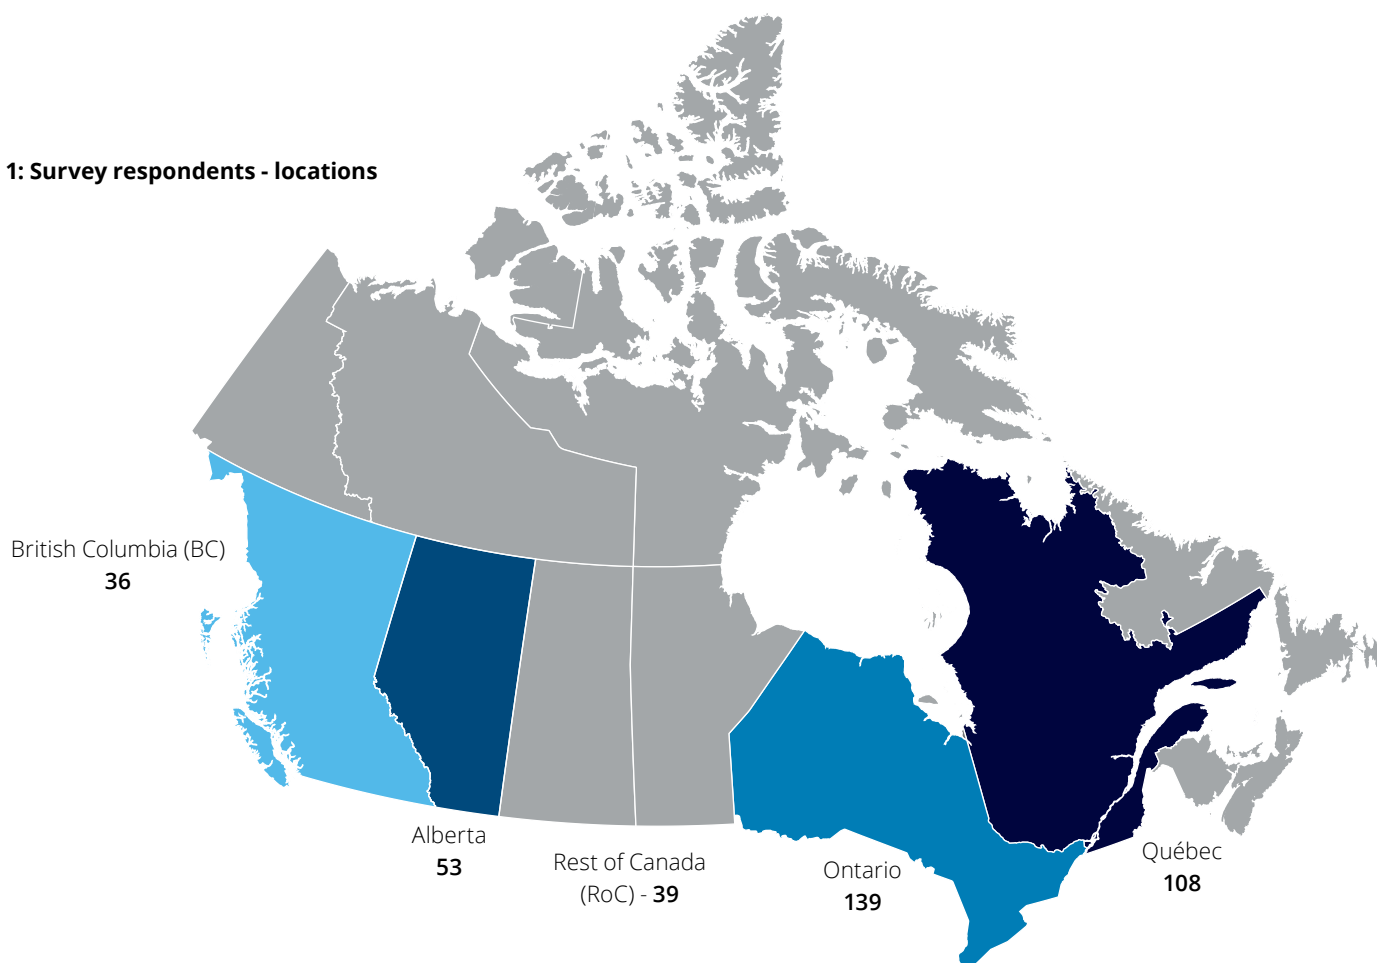 1: Survey respondents - locations
British Columbia (BC)
36
Alberta
53
Rest of Canada
(RoC) - 39
Ontario
139
Québec
108